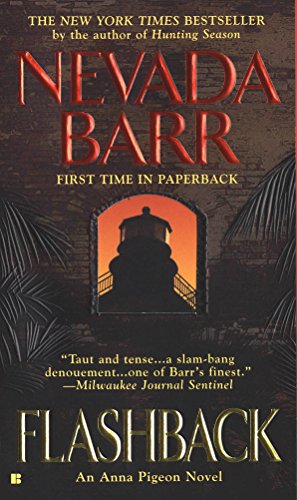 THE NEW YORK TIMES BESTSELLER
by the author of Hunting Season
NEVADA
BARR
FIRST TIME IN PAPERBACK
"Taut and tense...a slam-bang
denouement...one of Barr's finest."
—Milwaukee Journal Sentinel
FLASHBACK
B
An Anna Pigeon Novel